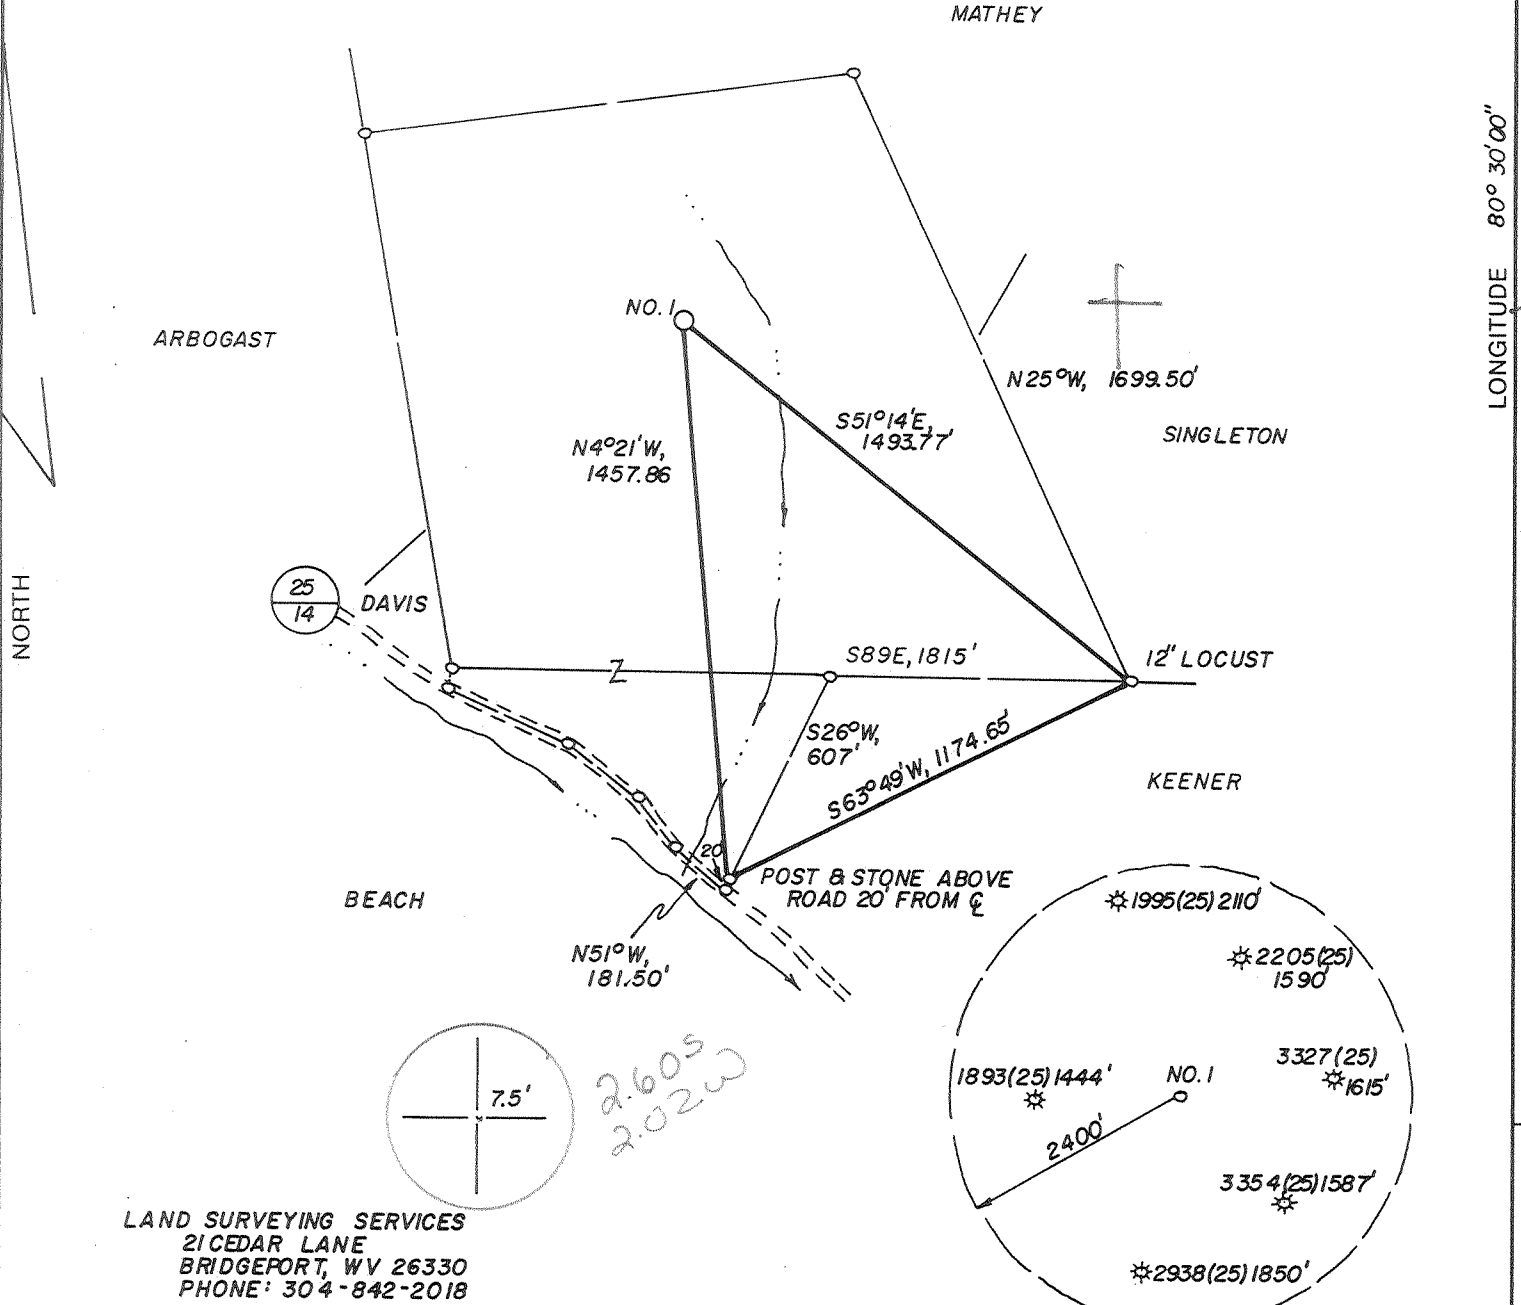 MATHEY
LONGITUDE 80° 30'00"
NO. 1
ARBOGAST
N25°W, 1699.50'
S51°14'E,
1493.77'
SINGLETON
N4°21'W,
1457.86
NORTH
25
14
DAVIS
S89E, 1815'
12" LOCUST
S26°W,
607'
S63°49'W, 1174.65'
KEENER
20'
POST & STONE ABOVE
ROAD 20' FROM ℄
BEACH
N51°W,
181.50'
1995(25)2110'
2205(25)
1590'
3327(25)
1615'
1893(25)1444'
NO. 1
2400'
3354(25)1587'
2938(25)1850'
7.5'
2.60S
2.02W
LAND SURVEYING SERVICES
21 CEDAR LANE
BRIDGEPORT, WV 26330
PHONE: 304-842-2018